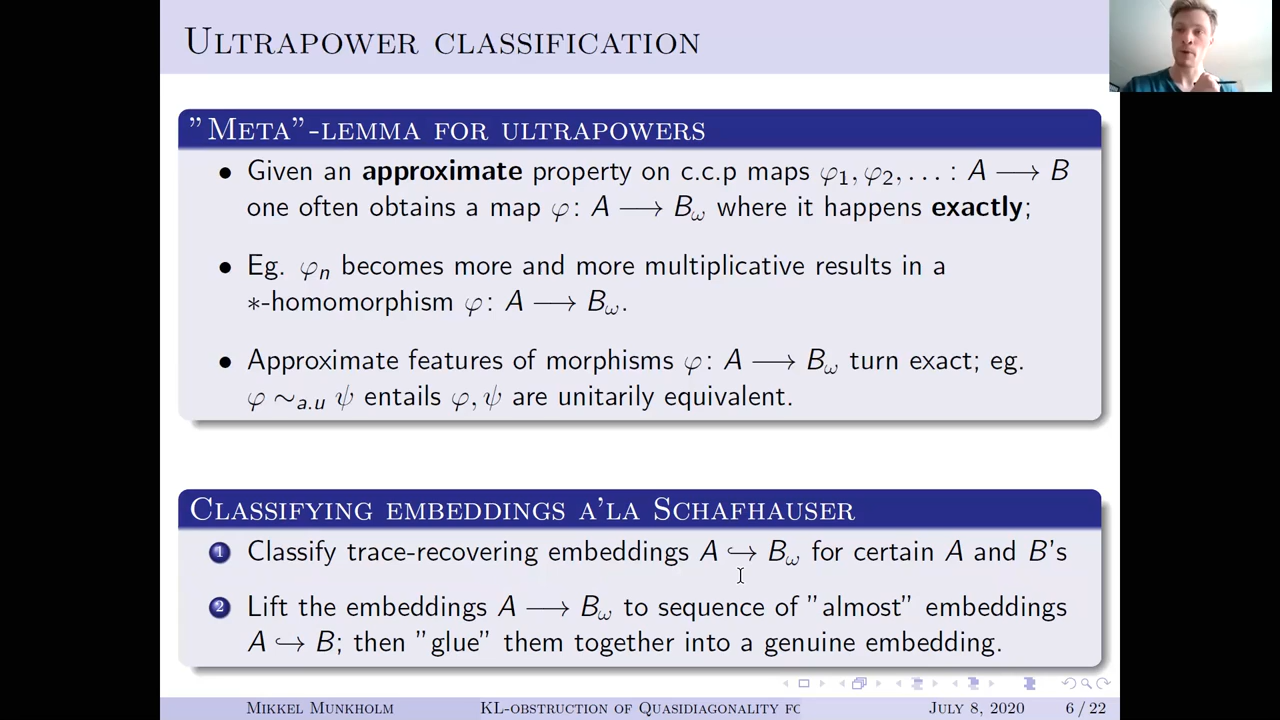 ULTRAPOWER CLASSIFICATION
"META"-LEMMA FOR ULTRAPOWERS
• Given an approximate property on c.c.p maps φ₁, φ₂, … : A ⟶ B
one often obtains a map φ: A ⟶ Bω where it happens exactly;
• Eg. φₙ becomes more and more multiplicative results in a
∗-homomorphism φ: A ⟶ Bω.
• Approximate features of morphisms φ: A ⟶ Bω turn exact; eg.
φ ∼a.u ψ entails φ, ψ are unitarily equivalent.
CLASSIFYING EMBEDDINGS A'LA SCHAFHAUSER
1 Classify trace-recovering embeddings A ↪ Bω for certain A and B's
2 Lift the embeddings A ⟶ Bω to sequence of "almost" embeddings
A ↪ B; then "glue" them together into a genuine embedding.
MIKKEL MUNKHOLM KL-OBSTRUCTION OF QUASIDIAGONALITY FO JULY 8, 2020 6 / 22